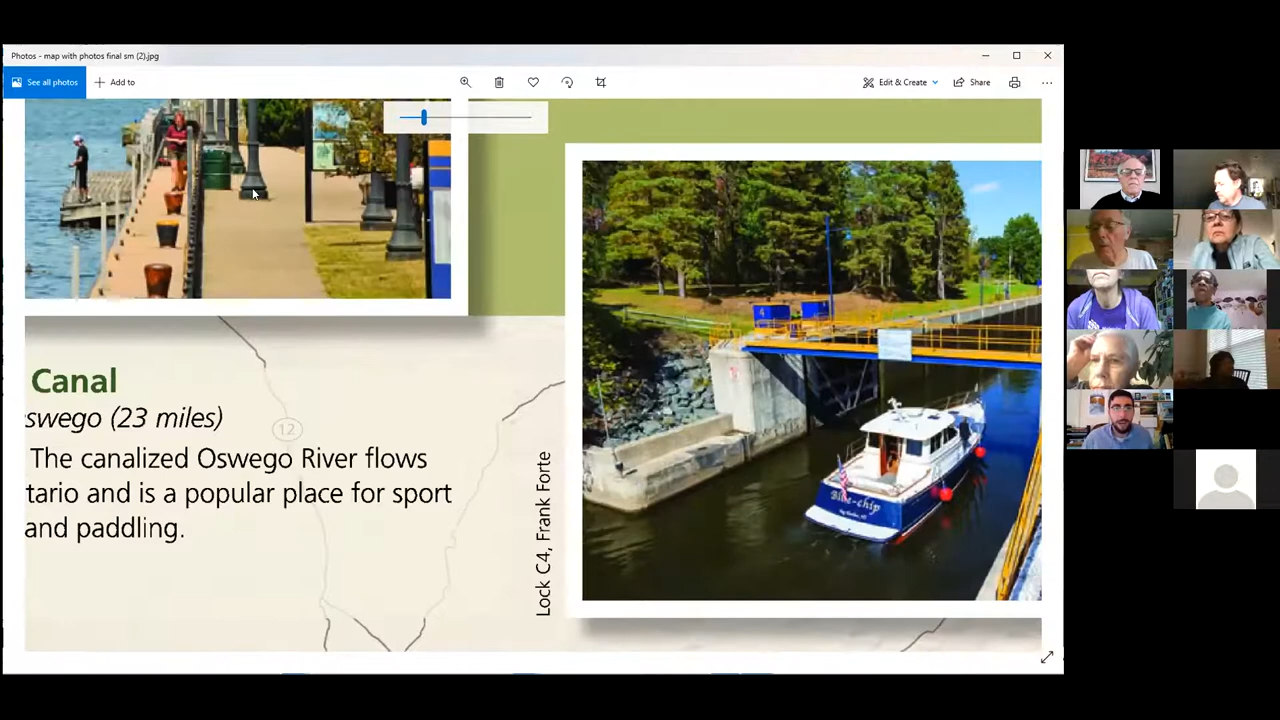 Photos - map with photos final sm (2).jpg
See all photos
Add to
Edit & Create
Share
Canal
swego (23 miles)
12
The canalized Oswego River flows
tario and is a popular place for sport
and paddling.
Lock C4, Frank Forte
4
Blue-chip